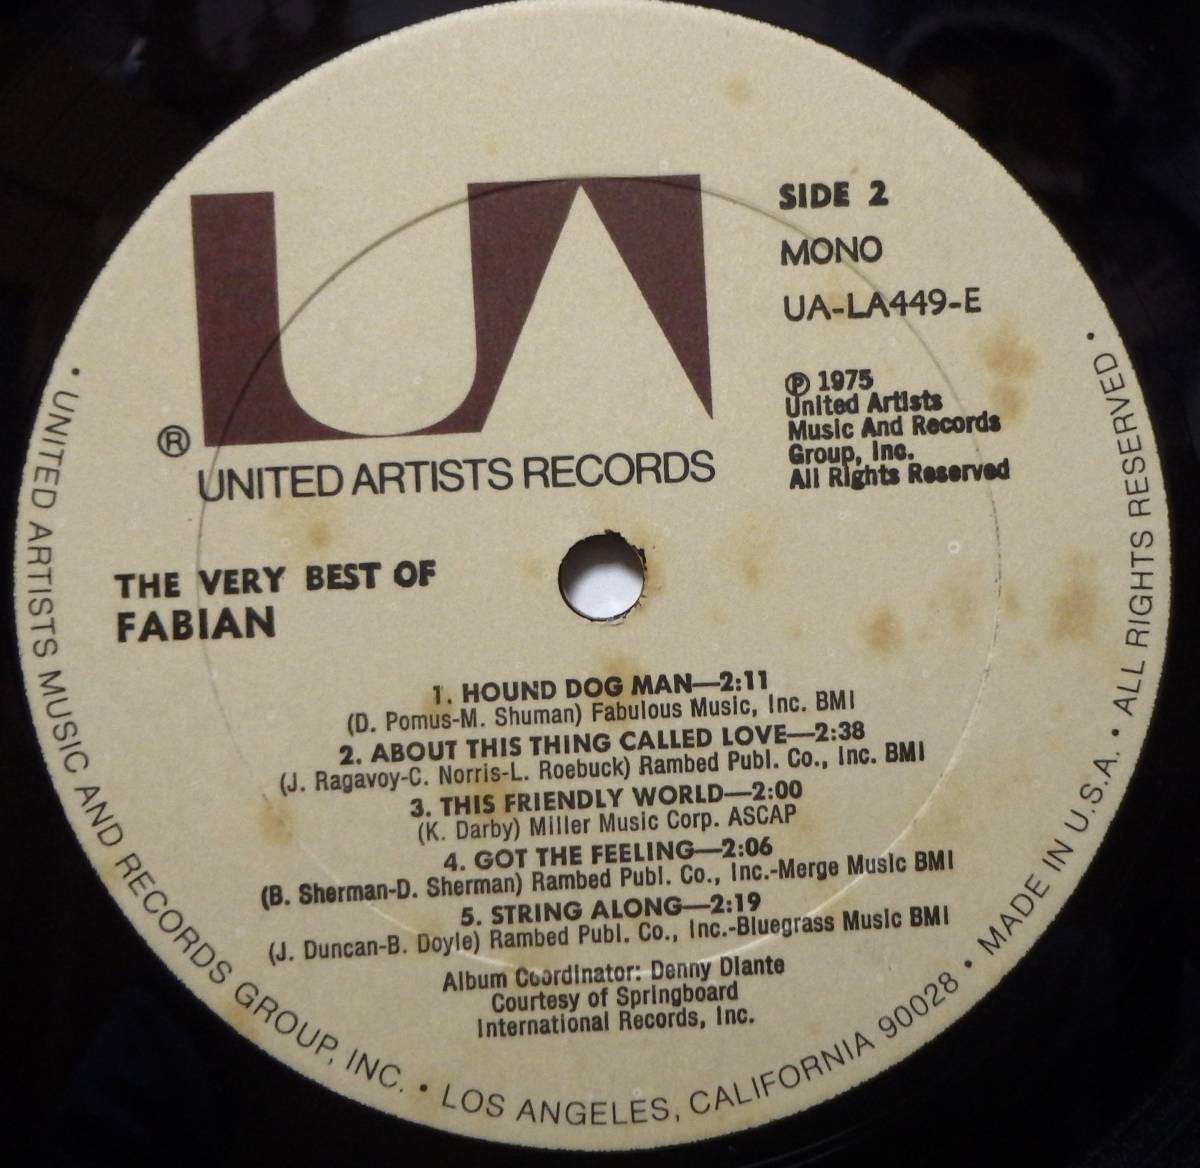 UA
®
UNITED ARTISTS RECORDS
SIDE 2
MONO
UA-LA449-E
℗ 1975
United Artists
Music And Records
Group, Inc.
All Rights Reserved
THE VERY BEST OF
FABIAN
1. HOUND DOG MAN—2:11
(D. Pomus-M. Shuman) Fabulous Music, Inc. BMI
2. ABOUT THIS THING CALLED LOVE—2:38
(J. Ragavoy-C. Norris-L. Roebuck) Rambed Publ. Co., Inc. BMI
3. THIS FRIENDLY WORLD—2:00
(K. Darby) Miller Music Corp. ASCAP
4. GOT THE FEELING—2:06
(B. Sherman-D. Sherman) Rambed Publ. Co., Inc.-Merge Music BMI
5. STRING ALONG—2:19
(J. Duncan-B. Doyle) Rambed Publ. Co., Inc.-Bluegrass Music BMI
Album Coordinator: Denny Diante
Courtesy of Springboard
International Records, Inc.
• UNITED ARTISTS MUSIC AND RECORDS GROUP, INC. • LOS ANGELES, CALIFORNIA 90028 • MADE IN U.S.A. • ALL RIGHTS RESERVED •